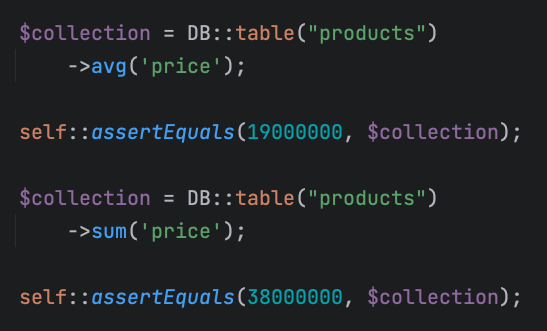 $collection = DB::table("products")
->avg('price');
self::assertEquals(19000000, $collection);
$collection = DB::table("products")
->sum('price');
self::assertEquals(38000000, $collection);